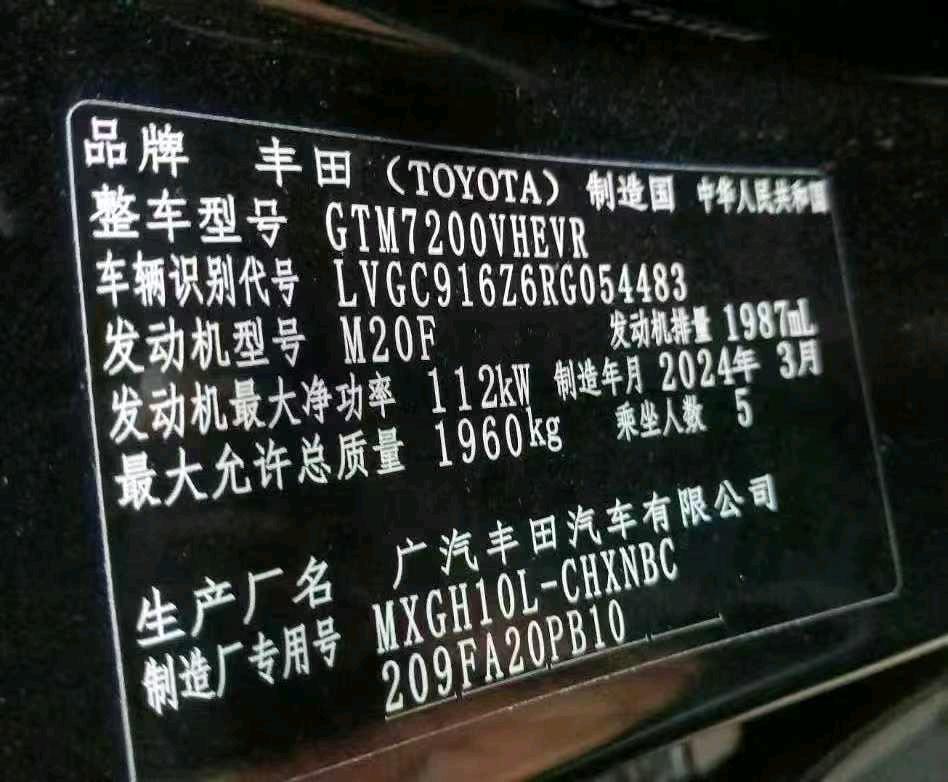 品牌 丰田（TOYOTA）制造国 中华人民共和国
整车型号 GTM7200VHEVR
车辆识别代号 LVGC916Z6RG054483
发动机型号 M20F 发动机排量 1987mL
发动机最大净功率 112kW 制造年月 2024年 3月
最大允许总质量 1960kg 乘坐人数 5
生产厂名 广汽丰田汽车有限公司
制造厂专用号 MXGH10L-CHXNBC
209FA20PB10